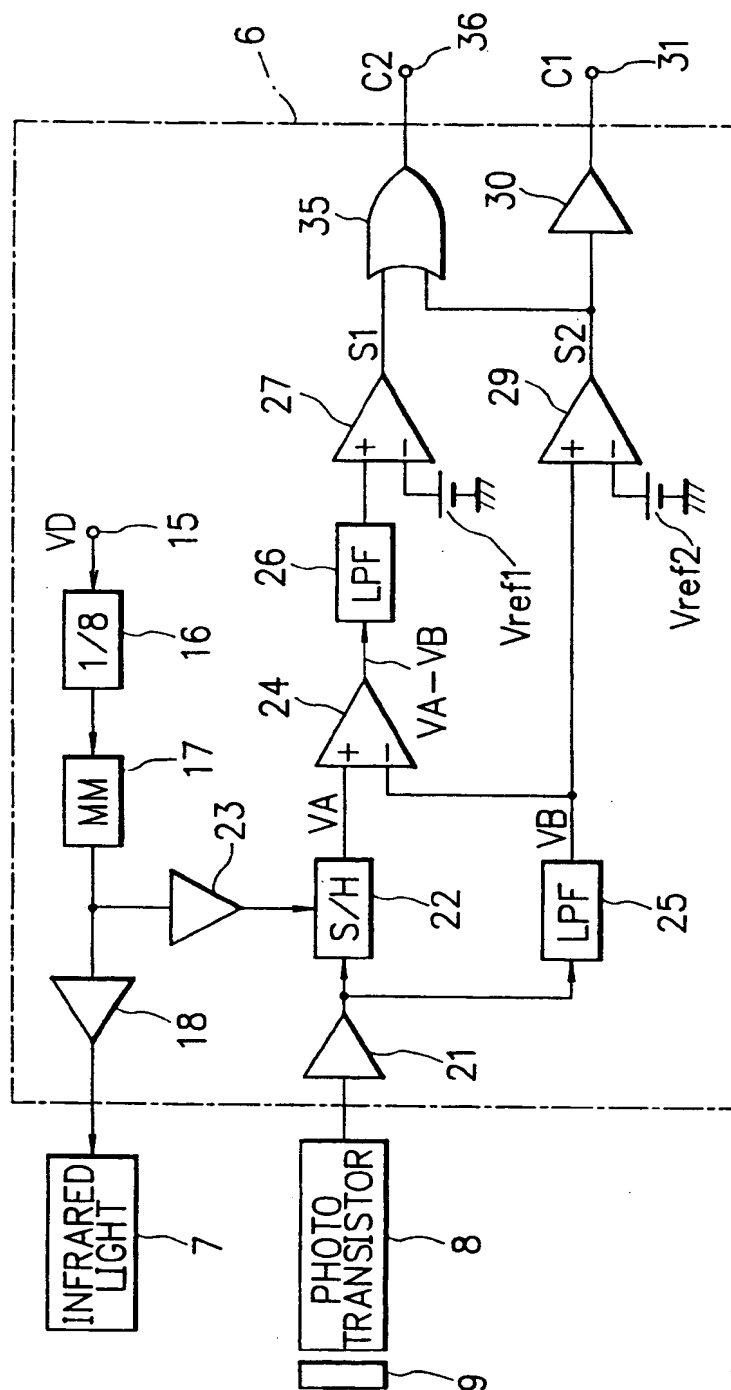 6
VD
15
1/8
16
MM
17
18
23
INFRARED
LIGHT
7
PHOTO
TRANSISTOR
8
9
21
S/H
22
VA
LPF
25
VB
24
+
−
VA−VB
26
LPF
27
+
−
Vref1
S1
29
+
−
Vref2
S2
35
30
C2
36
C1
31